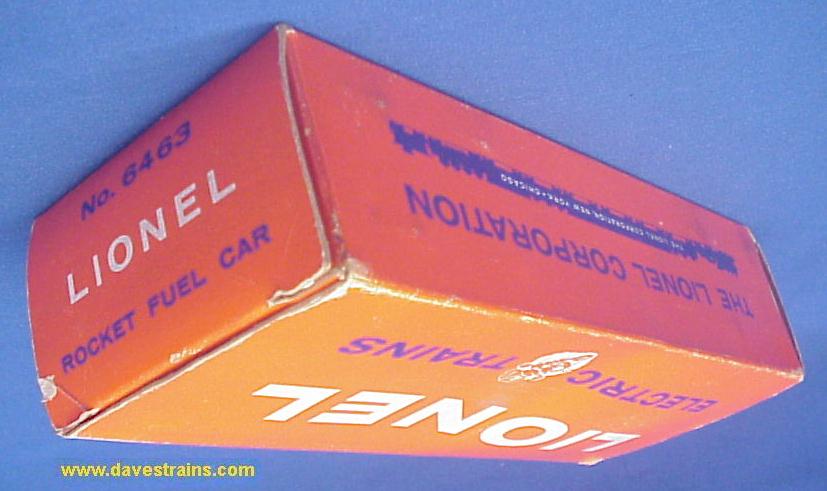 No. 6463
LIONEL
ROCKET FUEL CAR
THE LIONEL CORPORATION
THE LIONEL CORPORATION, NEW YORK • CHICAGO
ELECTRIC TRAINS
LIONEL
www.davestrains.com